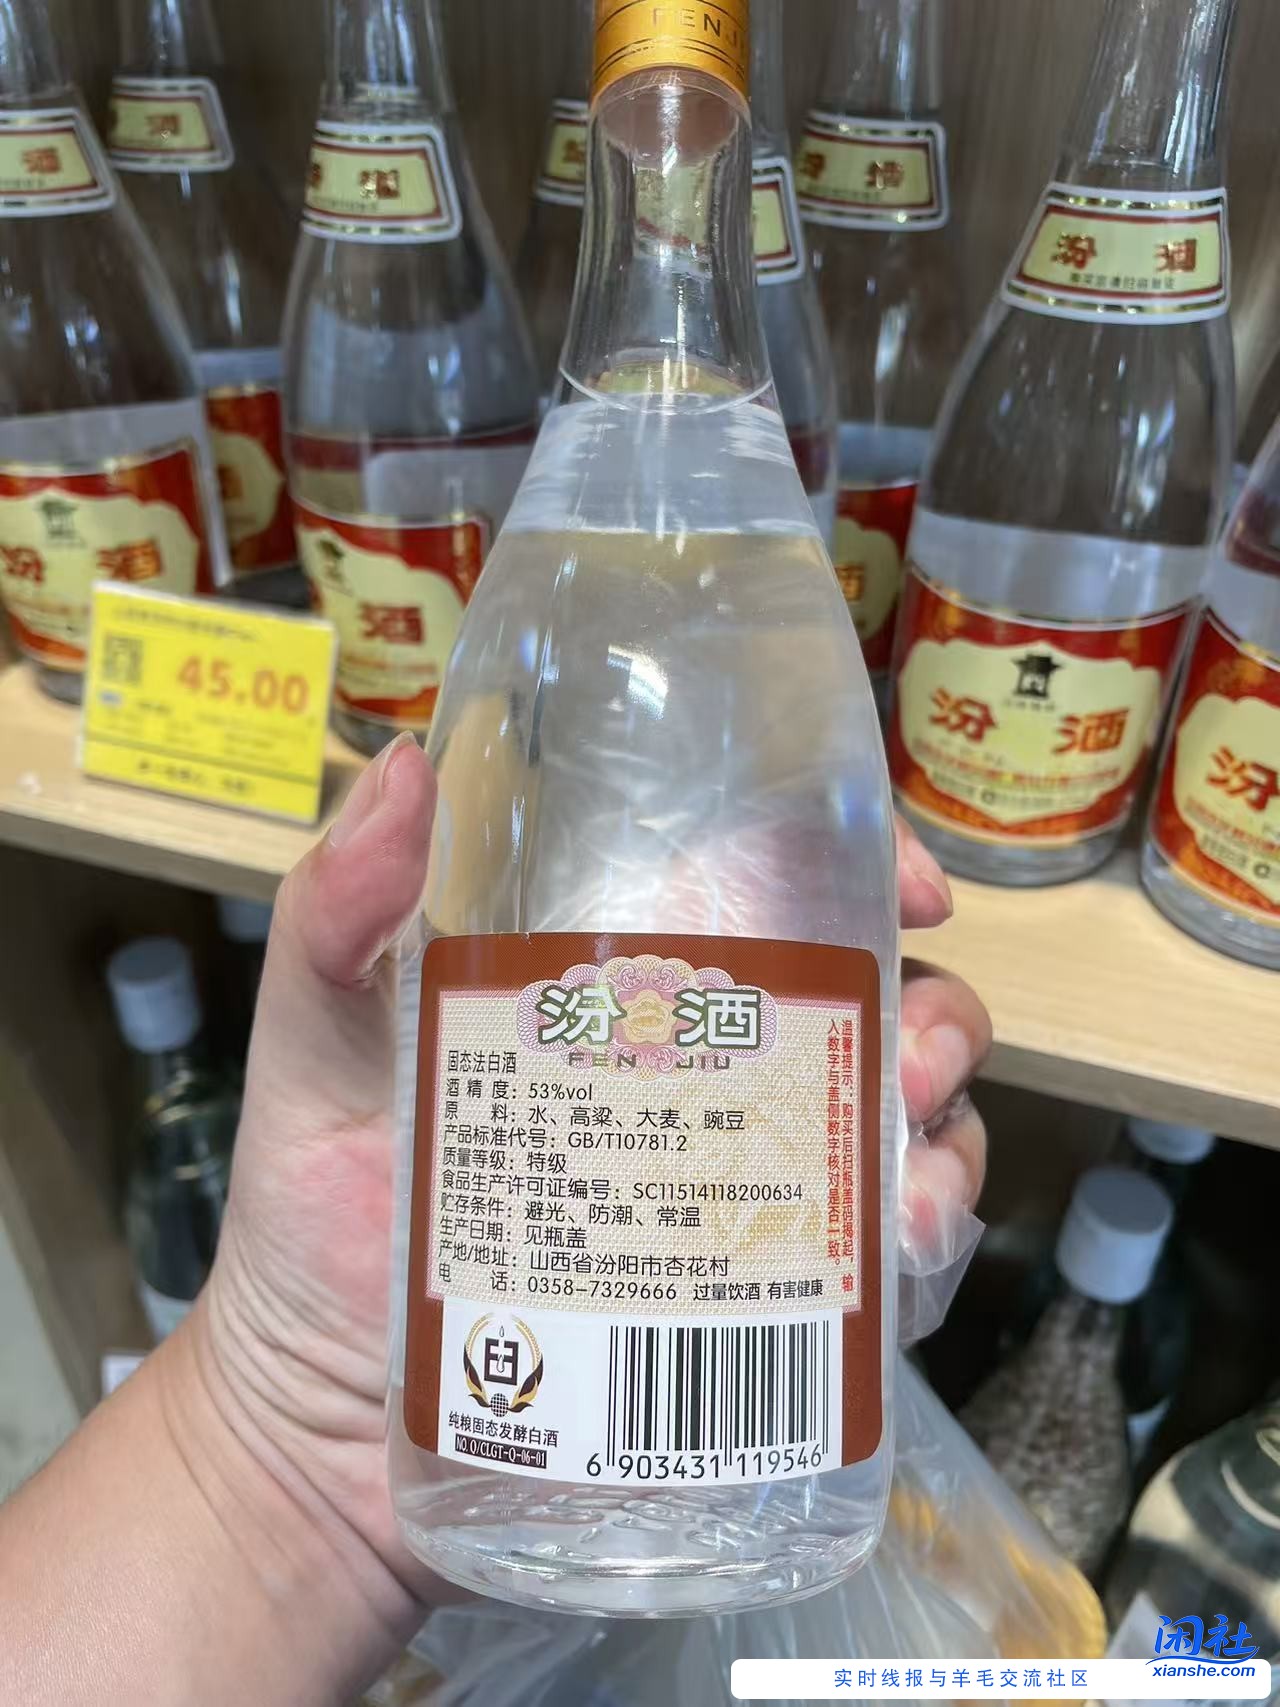 FENJ
汾 酒
45.00
汾 酒
酒
汾 酒
汾
汾 酒
FEN JIU
固态法白酒
酒 精 度：53%vol
原 料：水、高粱、大麦、豌豆
产品标准代号：GB/T10781.2
质量等级：特级
食品生产许可证编号：SC11514118200634
贮存条件：避光、防潮、常温
生产日期：见瓶盖
产地/地址：山西省汾阳市杏花村
电 话：0358-7329666 过量饮酒 有害健康
温馨提示：购买后扫瓶盖码揭起，输
入数字与盖侧数字核对是否一致。
纯粮固态发酵白酒
NO.Q/CLGT-Q-06-01
6 903431 119546
闲社
xianshe.com
实时线报与羊毛交流社区